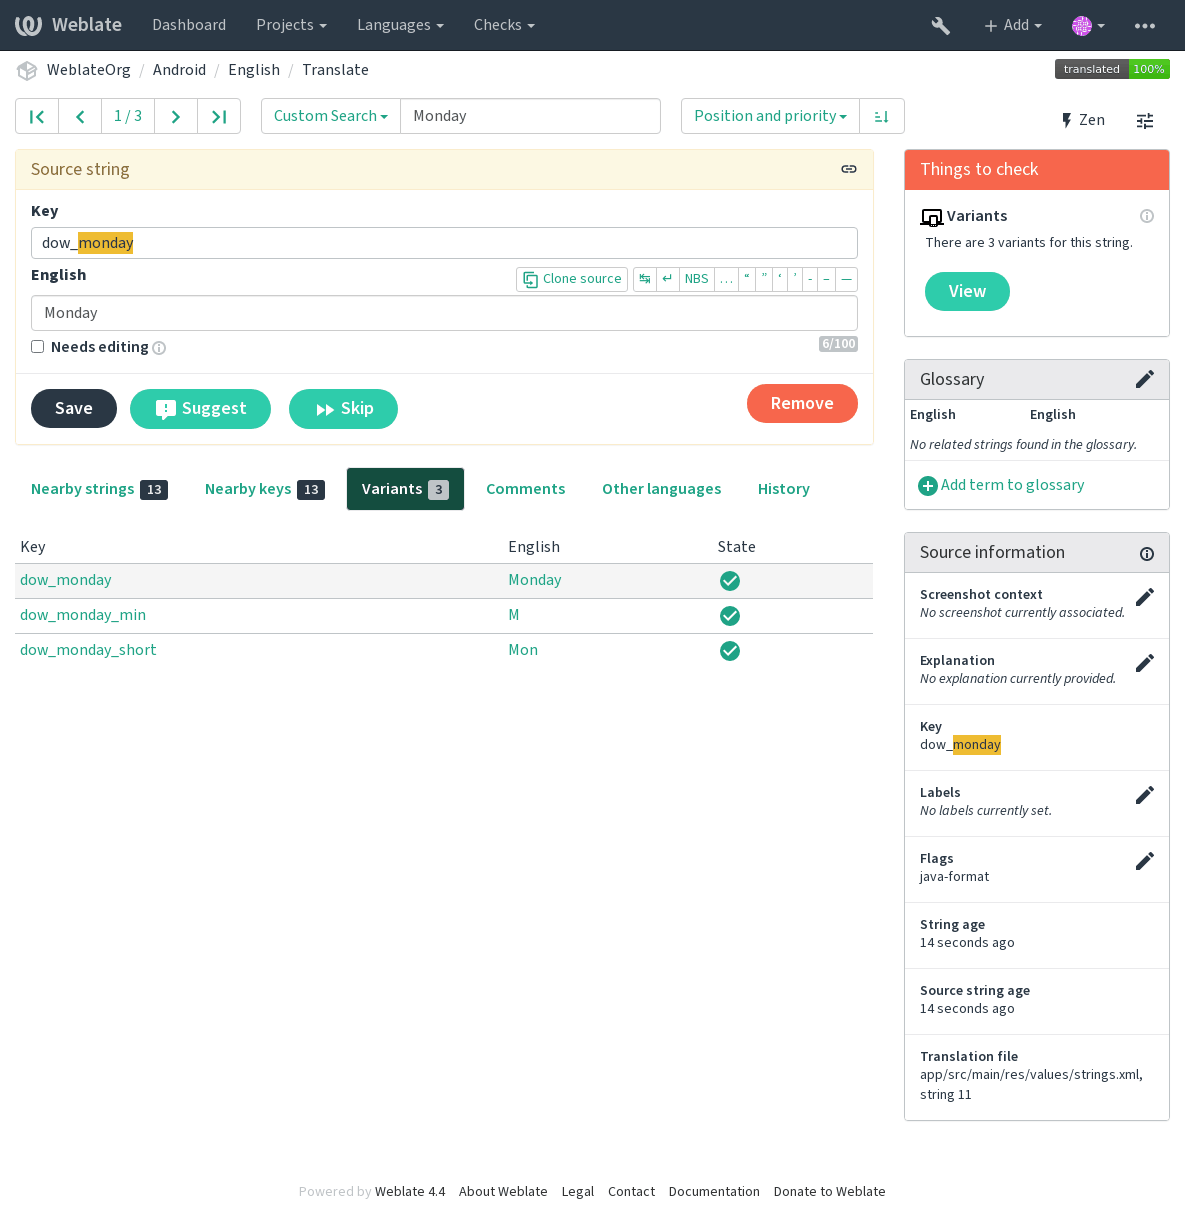 Weblate Dashboard Projects Languages Checks Add
WeblateOrg / Android / English / Translate translated 100%
1 / 3 Custom Search Monday Position and priority Zen
Source string
Key
dow_monday
English Clone source ↹ ↵ NBS … “ ” ‘ ’ - – —
Monday
Needs editing 6/100
Save Suggest Skip Remove
Nearby strings 13 Nearby keys 13 Variants 3 Comments Other languages History
Key English State
dow_monday Monday
dow_monday_min M
dow_monday_short Mon
Things to check
Variants
There are 3 variants for this string.
View
Glossary
English English
No related strings found in the glossary.
Add term to glossary
Source information
Screenshot context
No screenshot currently associated.
Explanation
No explanation currently provided.
Key
dow_monday
Labels
No labels currently set.
Flags
java-format
String age
14 seconds ago
Source string age
14 seconds ago
Translation file
app/src/main/res/values/strings.xml,
string 11
Powered by Weblate 4.4 About Weblate Legal Contact Documentation Donate to Weblate